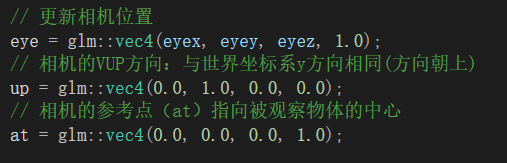 // 更新相机位置
eye = glm::vec4(eyex, eyey, eyez, 1.0);
// 相机的VUP方向：与世界坐标系y方向相同(方向朝上)
up = glm::vec4(0.0, 1.0, 0.0, 0.0);
// 相机的参考点（at）指向被观察物体的中心
at = glm::vec4(0.0, 0.0, 0.0, 1.0);